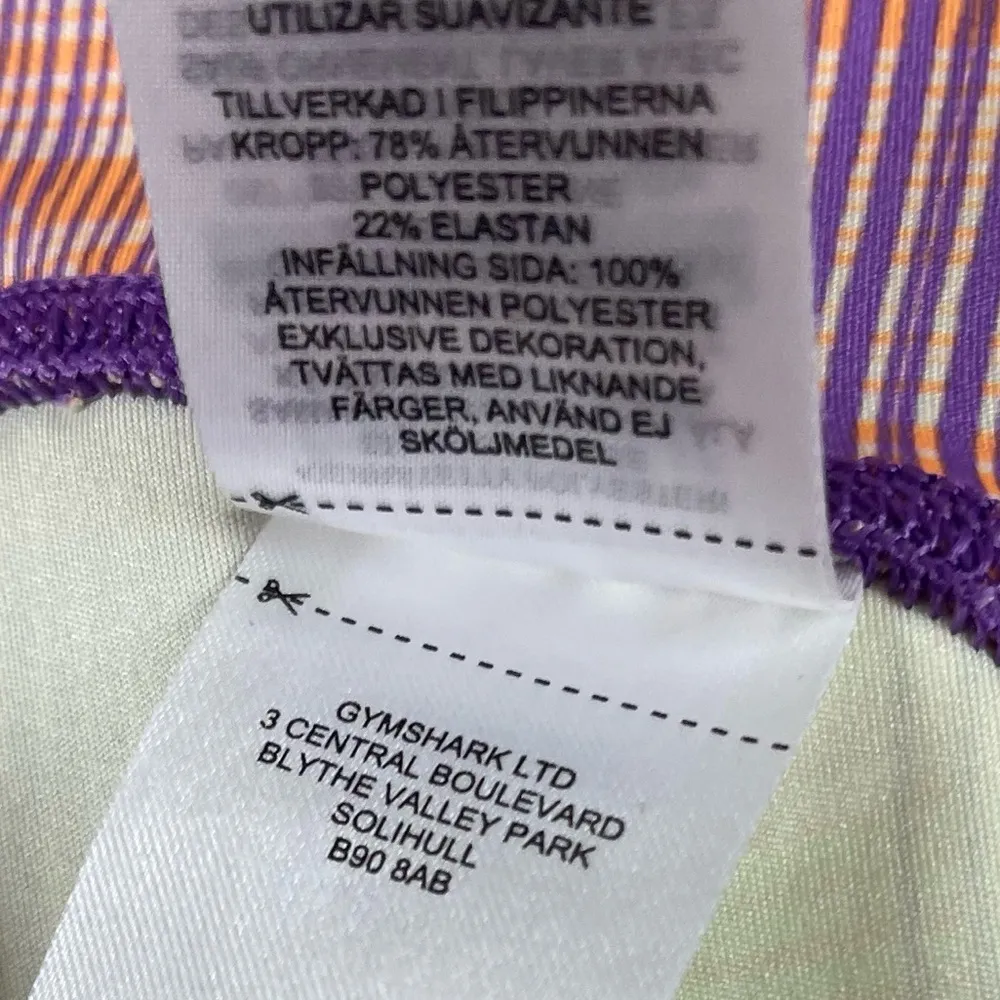 UTILIZAR SUAVIZANTE
TILLVERKAD I FILIPPINERNA
KROPP: 78% ÅTERVUNNEN
POLYESTER
22% ELASTAN
INFÄLLNING SIDA: 100%
ÅTERVUNNEN POLYESTER
EXKLUSIVE DEKORATION,
TVÄTTAS MED LIKNANDE
FÄRGER, ANVÄND EJ
SKÖLJMEDEL
GYMSHARK LTD
3 CENTRAL BOULEVARD
BLYTHE VALLEY PARK
SOLIHULL
B90 8AB